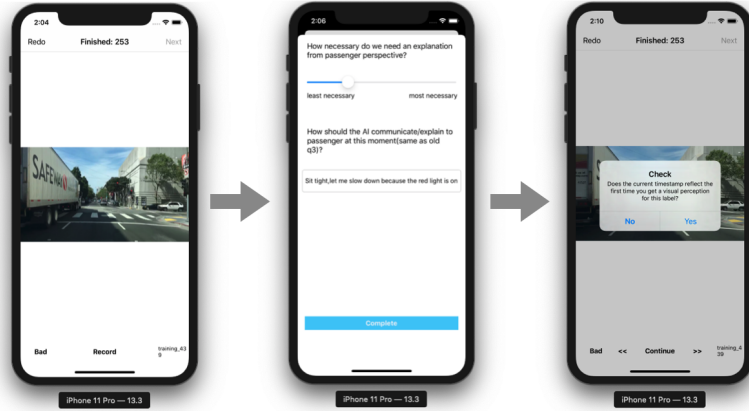 2:04
Redo
Finished: 253
Next
SAFEWAY
Bad
Record
training_43
9
iPhone 11 Pro — 13.3
2:06
How necessary do we need an explanation
from passenger perspective?
least necessary
most necessary
How should the AI communicate/explain to
passenger at this moment(same as old
q3)?
Sit tight,let me slow down because the red light is on
Complete
iPhone 11 Pro — 13.3
2:10
Redo
Finished: 253
Next
Check
Does the current timestamp reflect the
first time you get a visual perception
for this label?
No
Yes
Bad
<<
Continue
>>
training_4
39
iPhone 11 Pro — 13.3